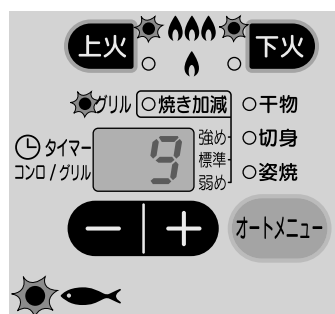 上火 下火
グリル 焼き加減 干物
タイマー 9 強め 切身
標準
コンロ/グリル 弱め 姿焼
− + オートメニュー